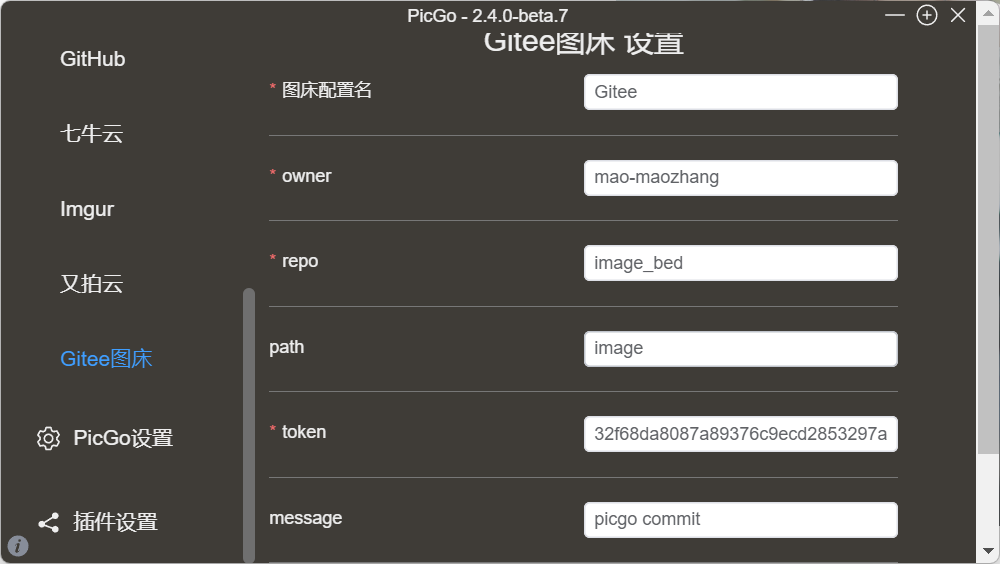 PicGo - 2.4.0-beta.7
Gitee图床 设置
GitHub
七牛云
Imgur
又拍云
Gitee图床
PicGo设置
插件设置
* 图床配置名
Gitee
* owner
mao-maozhang
* repo
image_bed
path
image
* token
32f68da8087a89376c9ecd2853297a
message
picgo commit